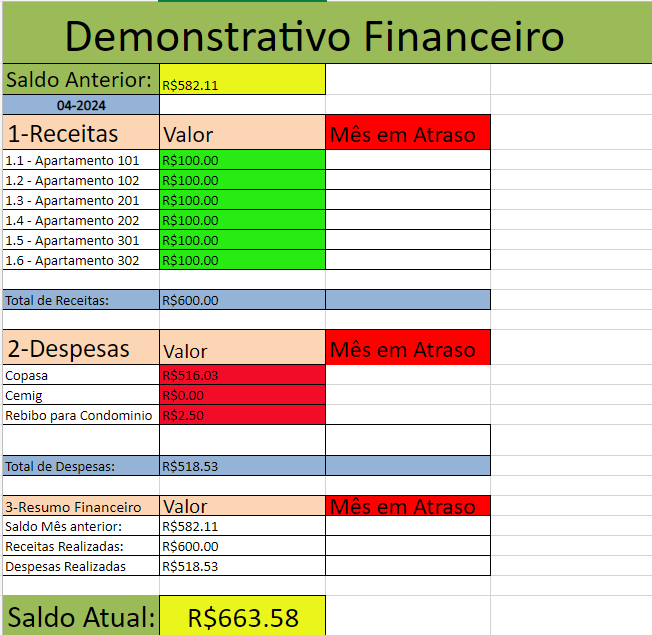 Demonstrativo Financeiro
Saldo Anterior: R$582.11
04-2024
1-Receitas Valor Mês em Atraso
1.1 - Apartamento 101 R$100.00
1.2 - Apartamento 102 R$100.00
1.3 - Apartamento 201 R$100.00
1.4 - Apartamento 202 R$100.00
1.5 - Apartamento 301 R$100.00
1.6 - Apartamento 302 R$100.00
Total de Receitas: R$600.00
2-Despesas Valor Mês em Atraso
Copasa R$516.03
Cemig R$0.00
Rebibo para Condominio R$2.50
Total de Despesas: R$518.53
3-Resumo Financeiro Valor Mês em Atraso
Saldo Mês anterior: R$582.11
Receitas Realizadas: R$600.00
Despesas Realizadas R$518.53
Saldo Atual: R$663.58